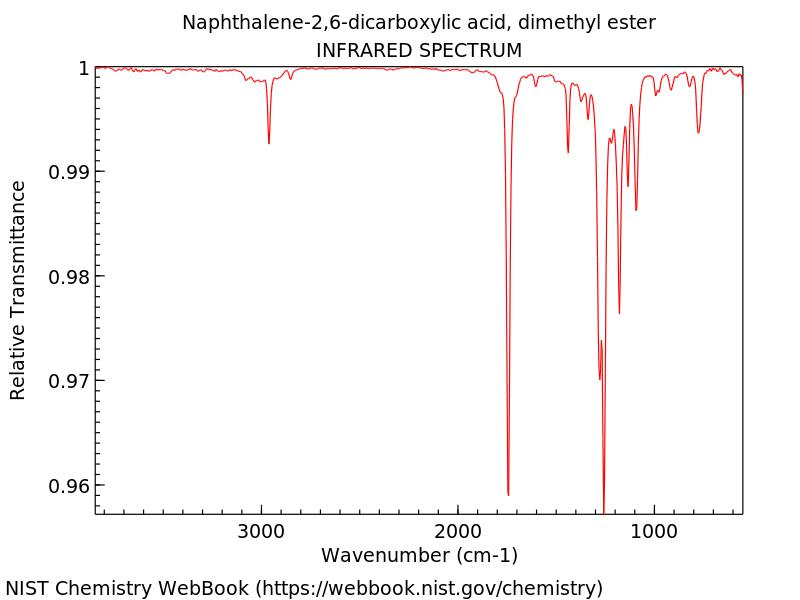 Naphthalene-2,6-dicarboxylic acid, dimethyl ester
INFRARED SPECTRUM
1
0.99
0.98
0.97
0.96
Relative Transmittance
3000 2000 1000
Wavenumber (cm-1)
NIST Chemistry WebBook (https://webbook.nist.gov/chemistry)